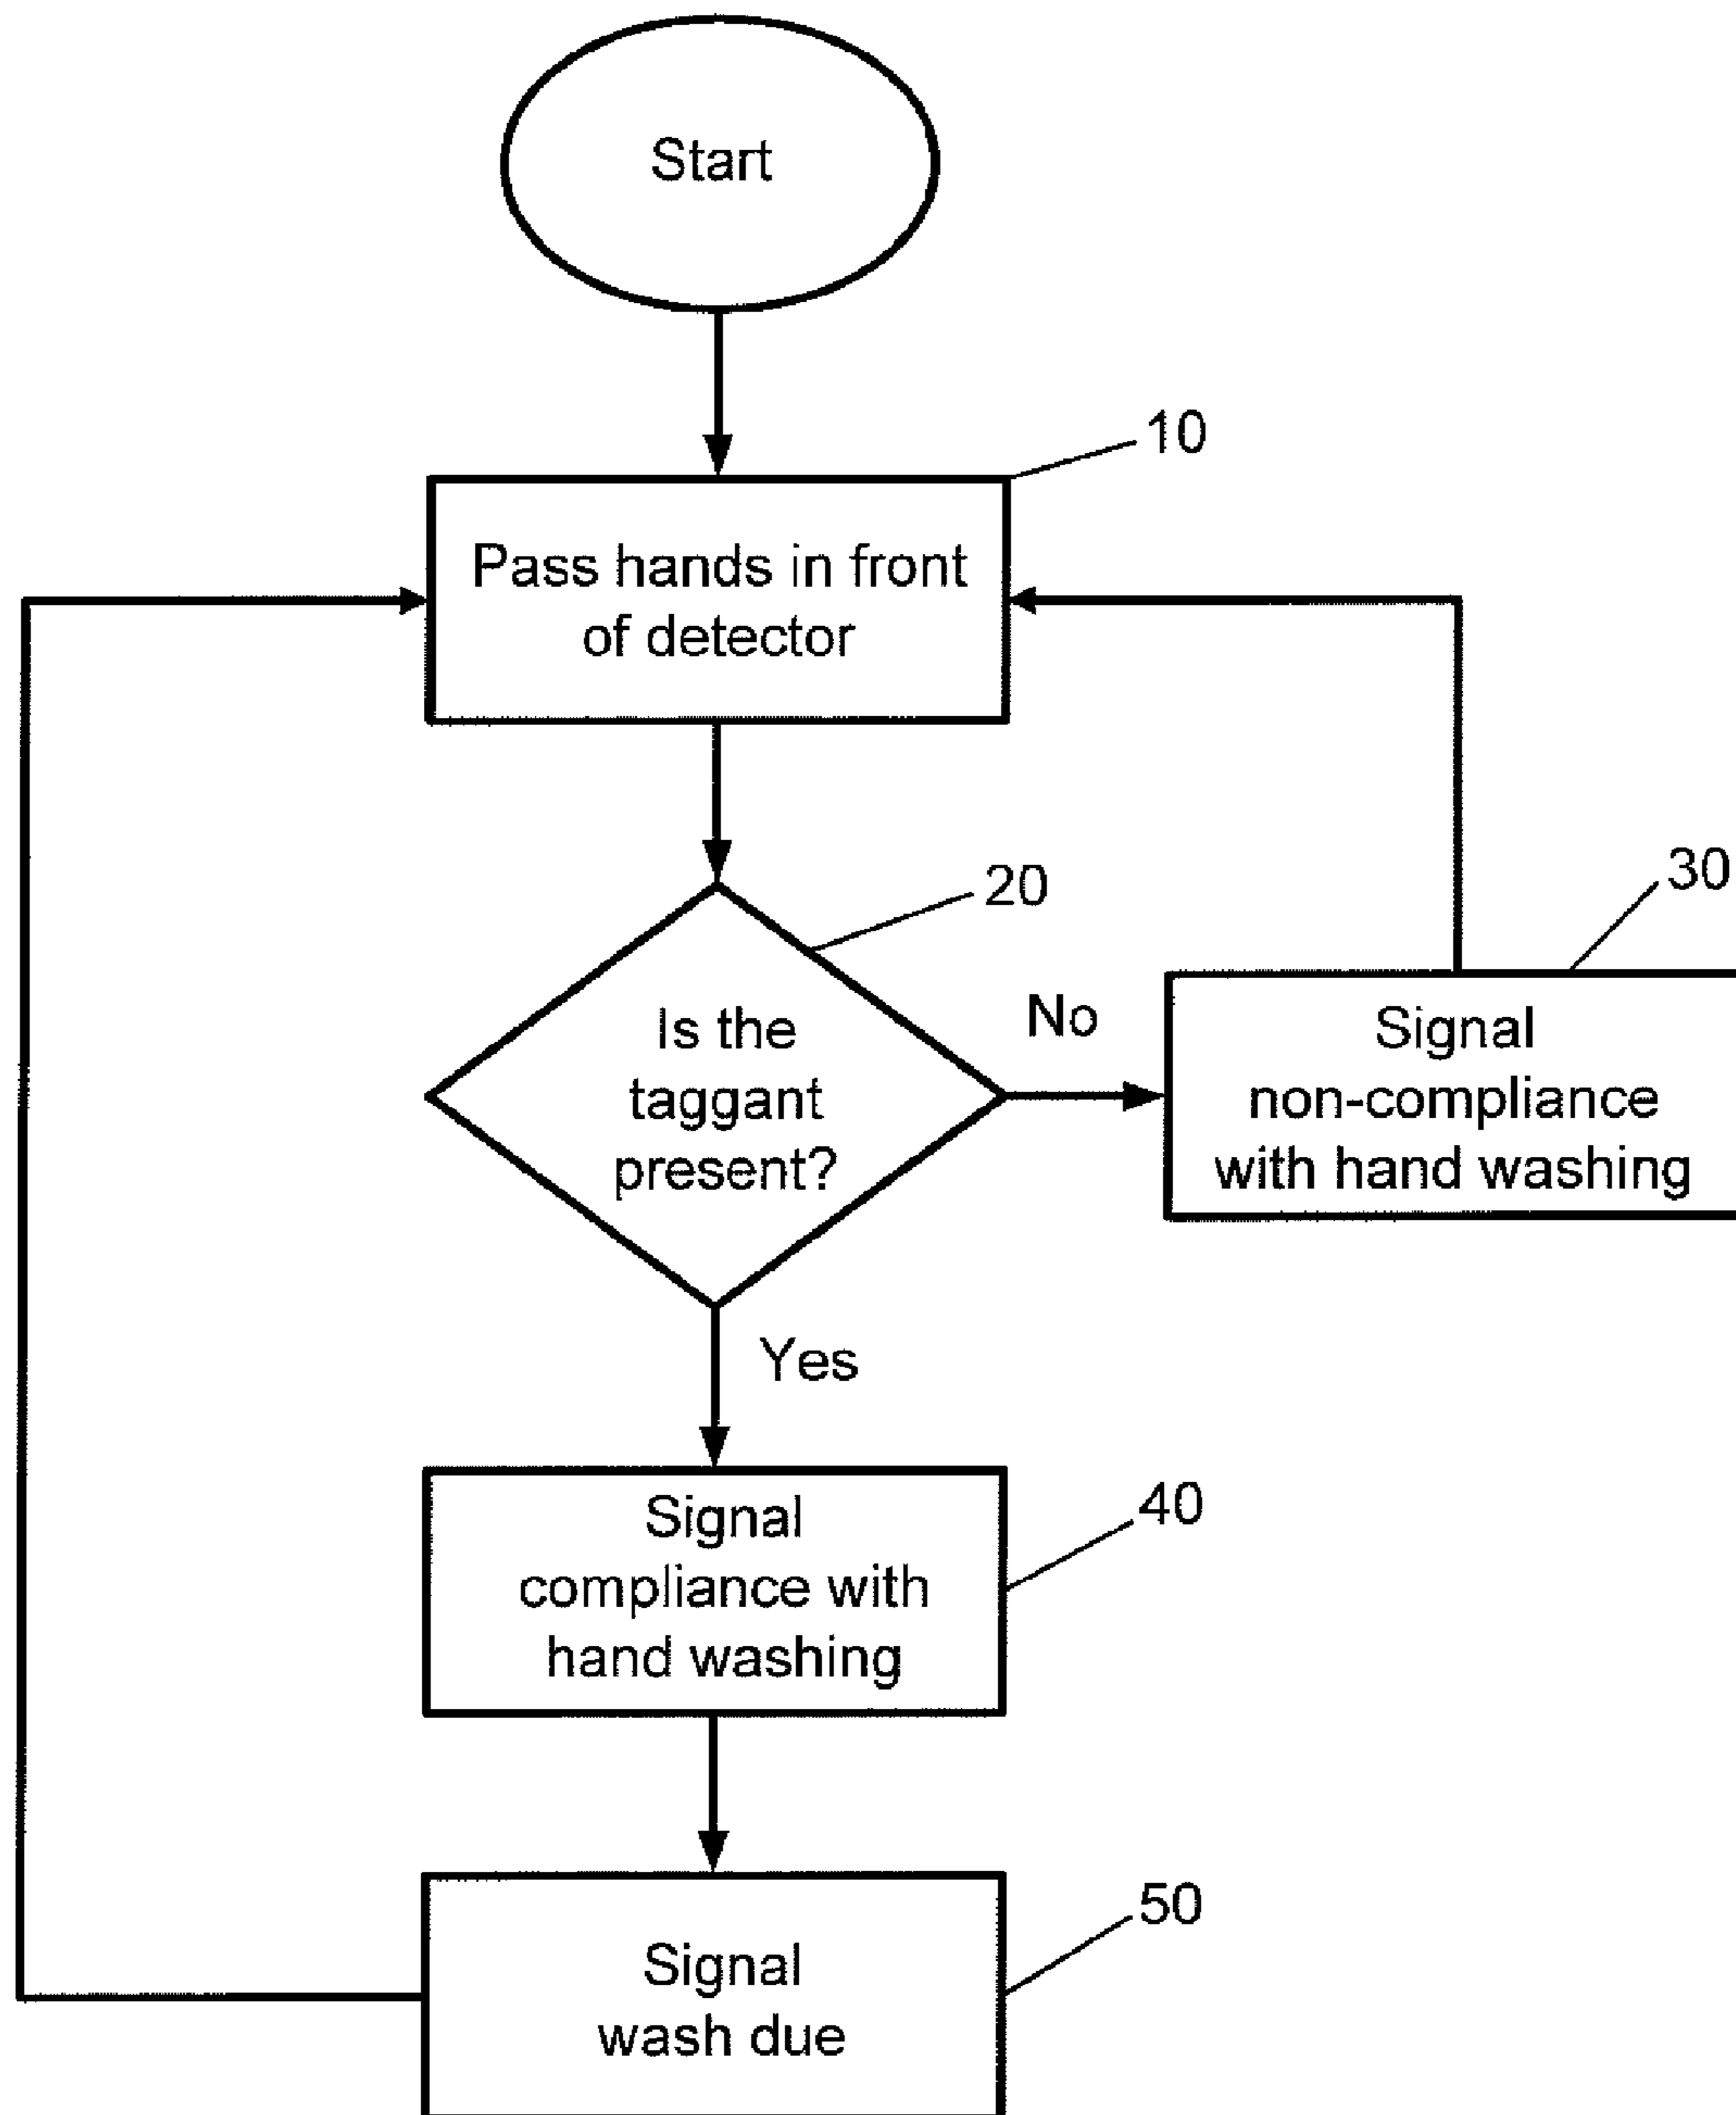 Start
10
Pass hands in front
of detector
20
Is the
taggant
present?
No
30
Signal
non-compliance
with hand washing
Yes
40
Signal
compliance with
hand washing
50
Signal
wash due